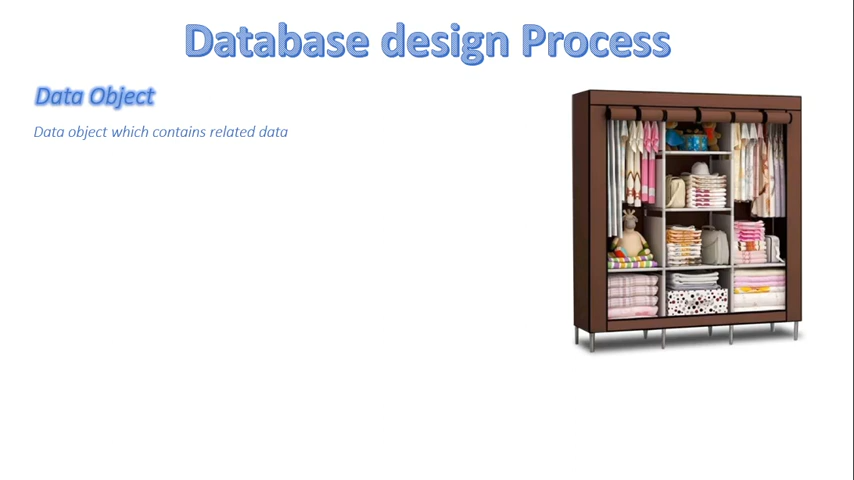 Database design Process
Data Object
Data object which contains related data